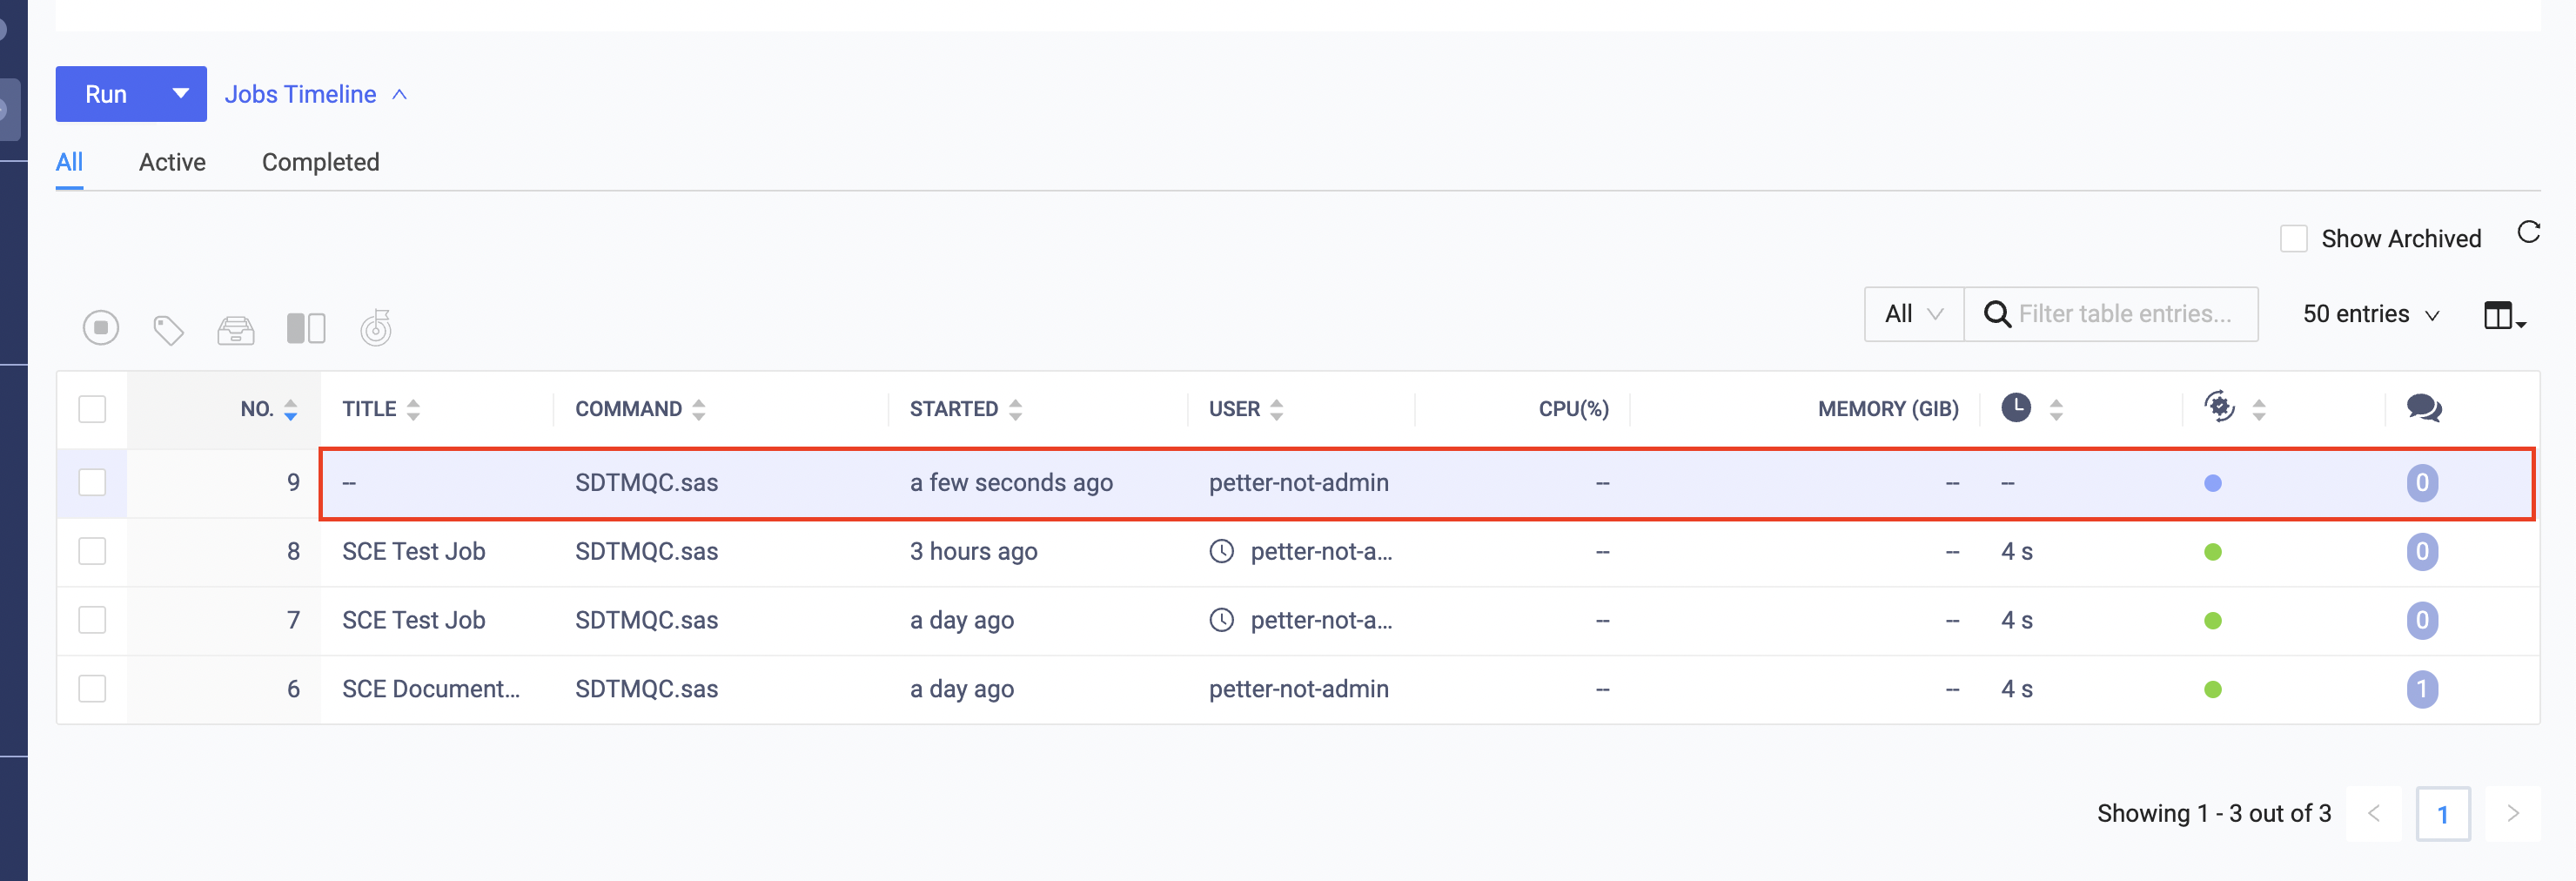 Run Jobs Timeline
All Active Completed
Show Archived
All Filter table entries... 50 entries
NO. TITLE COMMAND STARTED USER CPU(%) MEMORY (GIB)
9 -- SDTMQC.sas a few seconds ago petter-not-admin -- -- -- 0
8 SCE Test Job SDTMQC.sas 3 hours ago petter-not-a... -- -- 4 s 0
7 SCE Test Job SDTMQC.sas a day ago petter-not-a... -- -- 4 s 0
6 SCE Document... SDTMQC.sas a day ago petter-not-admin -- -- 4 s 1
Showing 1 - 3 out of 3 < 1 >